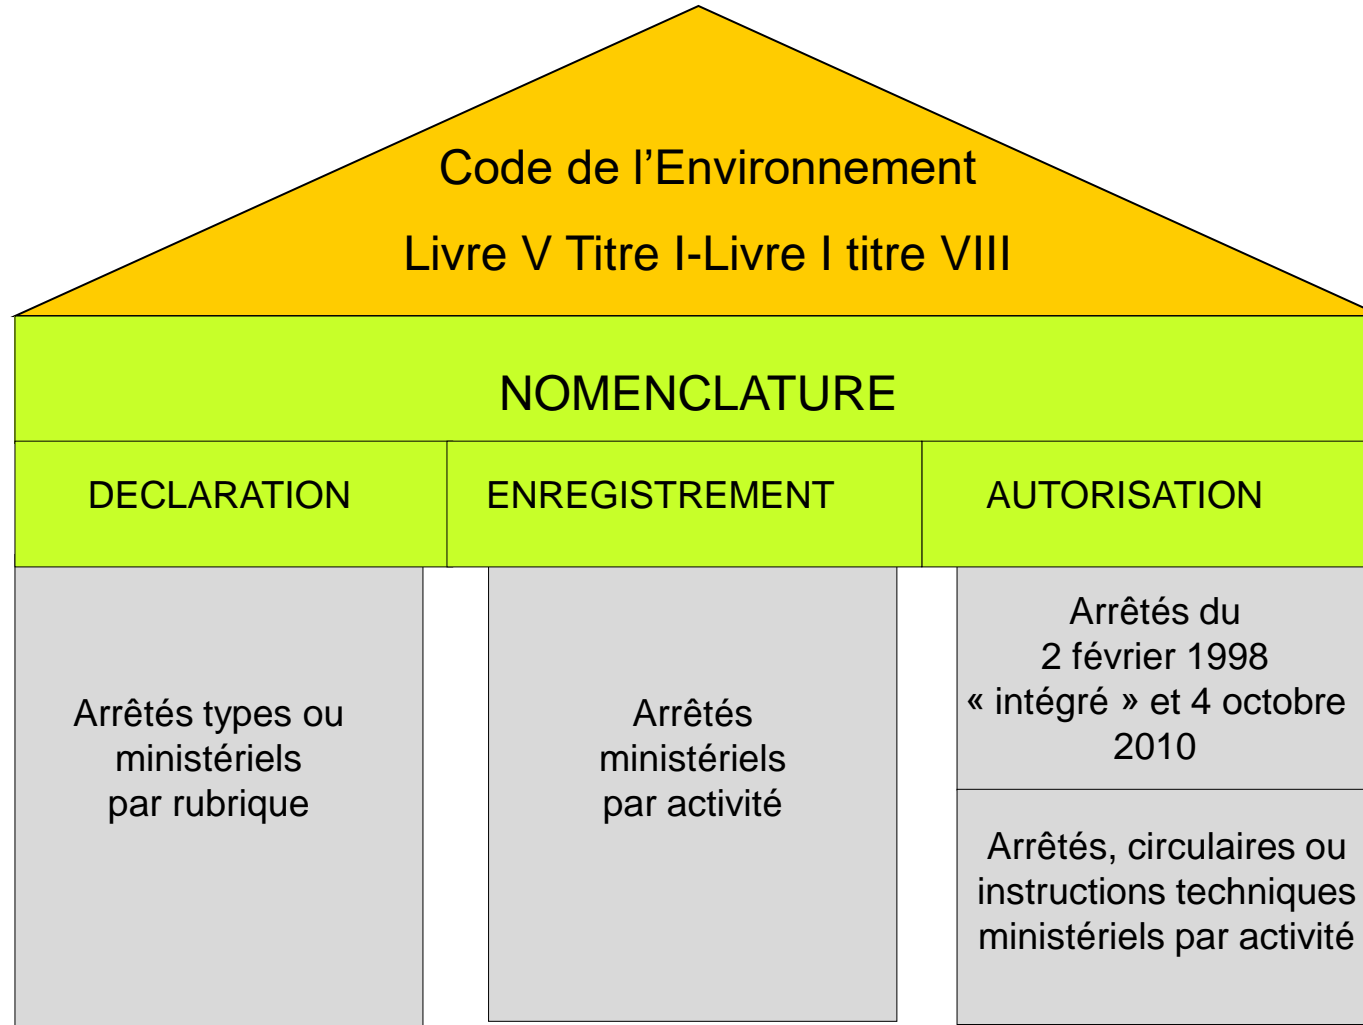 Code de l’Environnement
Livre V Titre I-Livre I titre VIII
NOMENCLATURE
DECLARATION
ENREGISTREMENT
AUTORISATION
Arrêtés types ou
ministériels
par rubrique
Arrêtés
ministériels
par activité
Arrêtés du
2 février 1998
« intégré » et 4 octobre
2010
Arrêtés, circulaires ou
instructions techniques
ministériels par activité